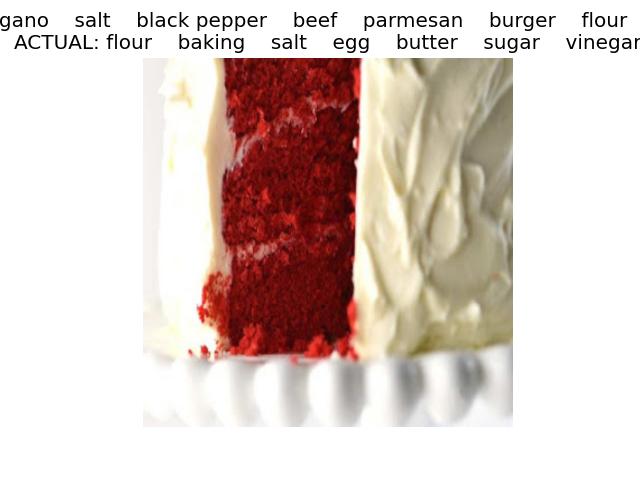 gano salt black pepper beef parmesan burger flour
ACTUAL: flour baking salt egg butter sugar vinegar